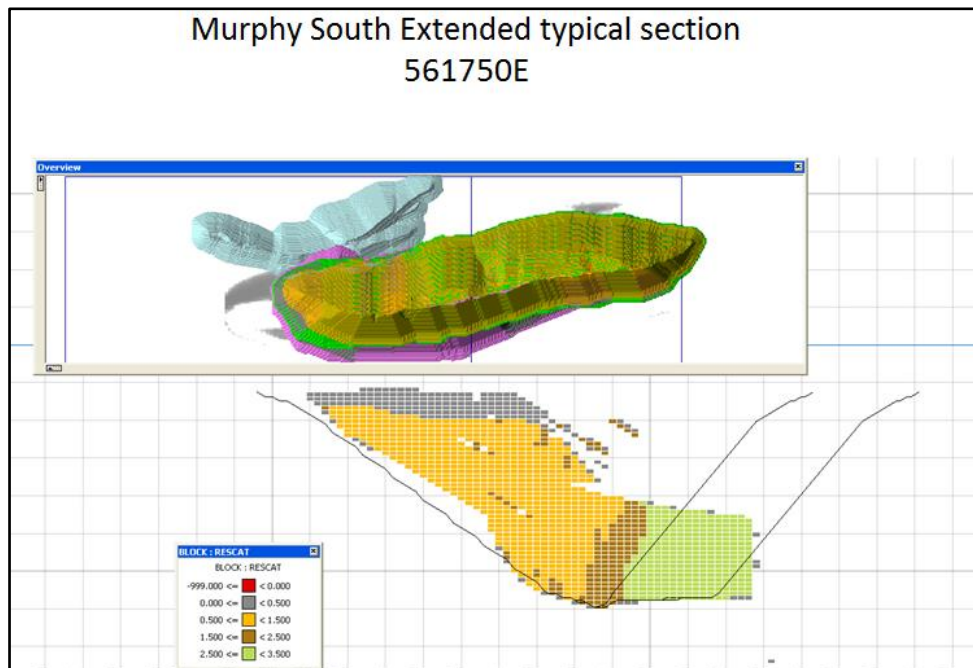 Murphy South Extended typical section
561750E
Overview
BLOCK : RESCAT
BLOCK : RESCAT
-999.000 <= < 0.000
0.000 <= < 0.500
0.500 <= < 1.500
1.500 <= < 2.500
2.500 <= < 3.500